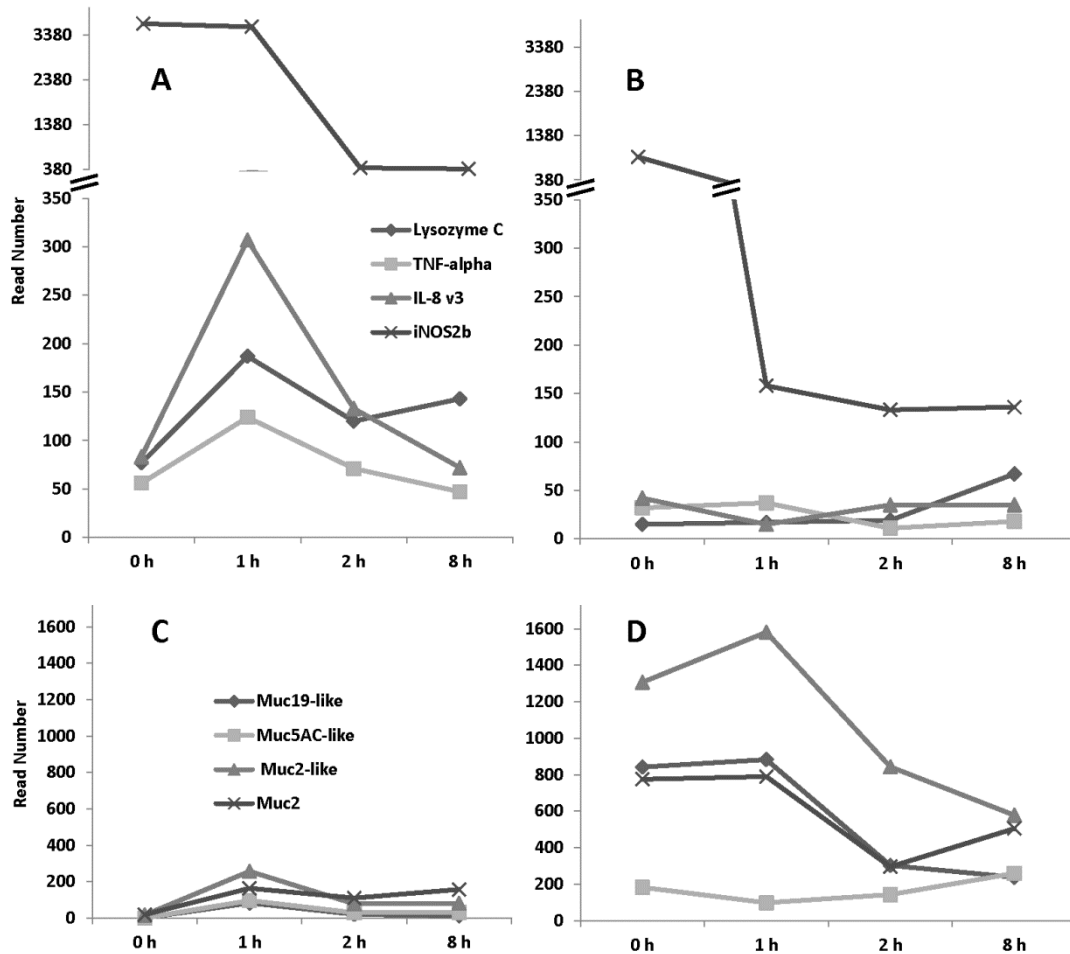 A
3380
2380
1380
380
350
300
250
200
150
100
50
0
Read Number
Lysozyme C
TNF-alpha
IL-8 v3
iNOS2b
0 h 1 h 2 h 8 h
B
3380
2380
1380
380
350
300
250
200
150
100
50
0
0 h 1 h 2 h 8 h
C
1600
1400
1200
1000
800
600
400
200
0
Read Number
Muc19-like
Muc5AC-like
Muc2-like
Muc2
0 h 1 h 2 h 8 h
D
1600
1400
1200
1000
800
600
400
200
0
0 h 1 h 2 h 8 h